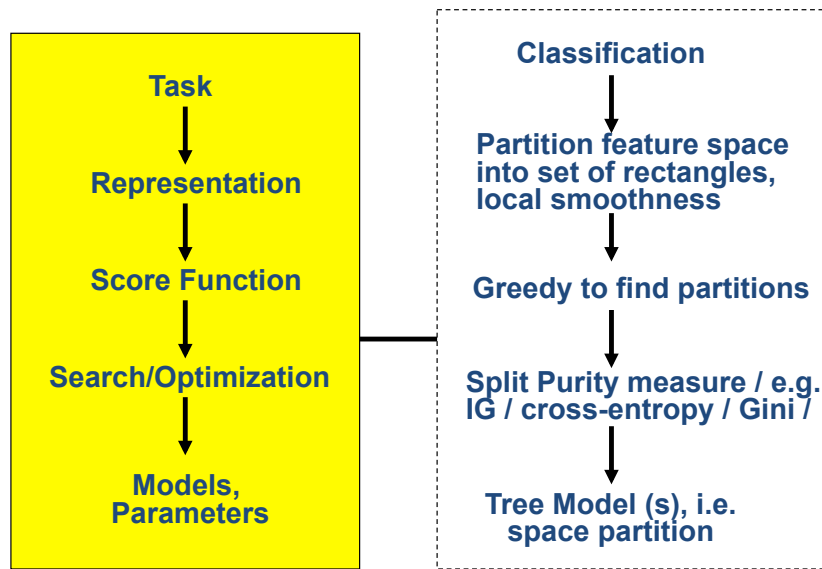 Task
Representation
Score Function
Search/Optimization
Models,
Parameters
Classification
Partition feature space
into set of rectangles,
local smoothness
Greedy to find partitions
Split Purity measure / e.g.
IG / cross-entropy / Gini /
Tree Model (s), i.e.
space partition